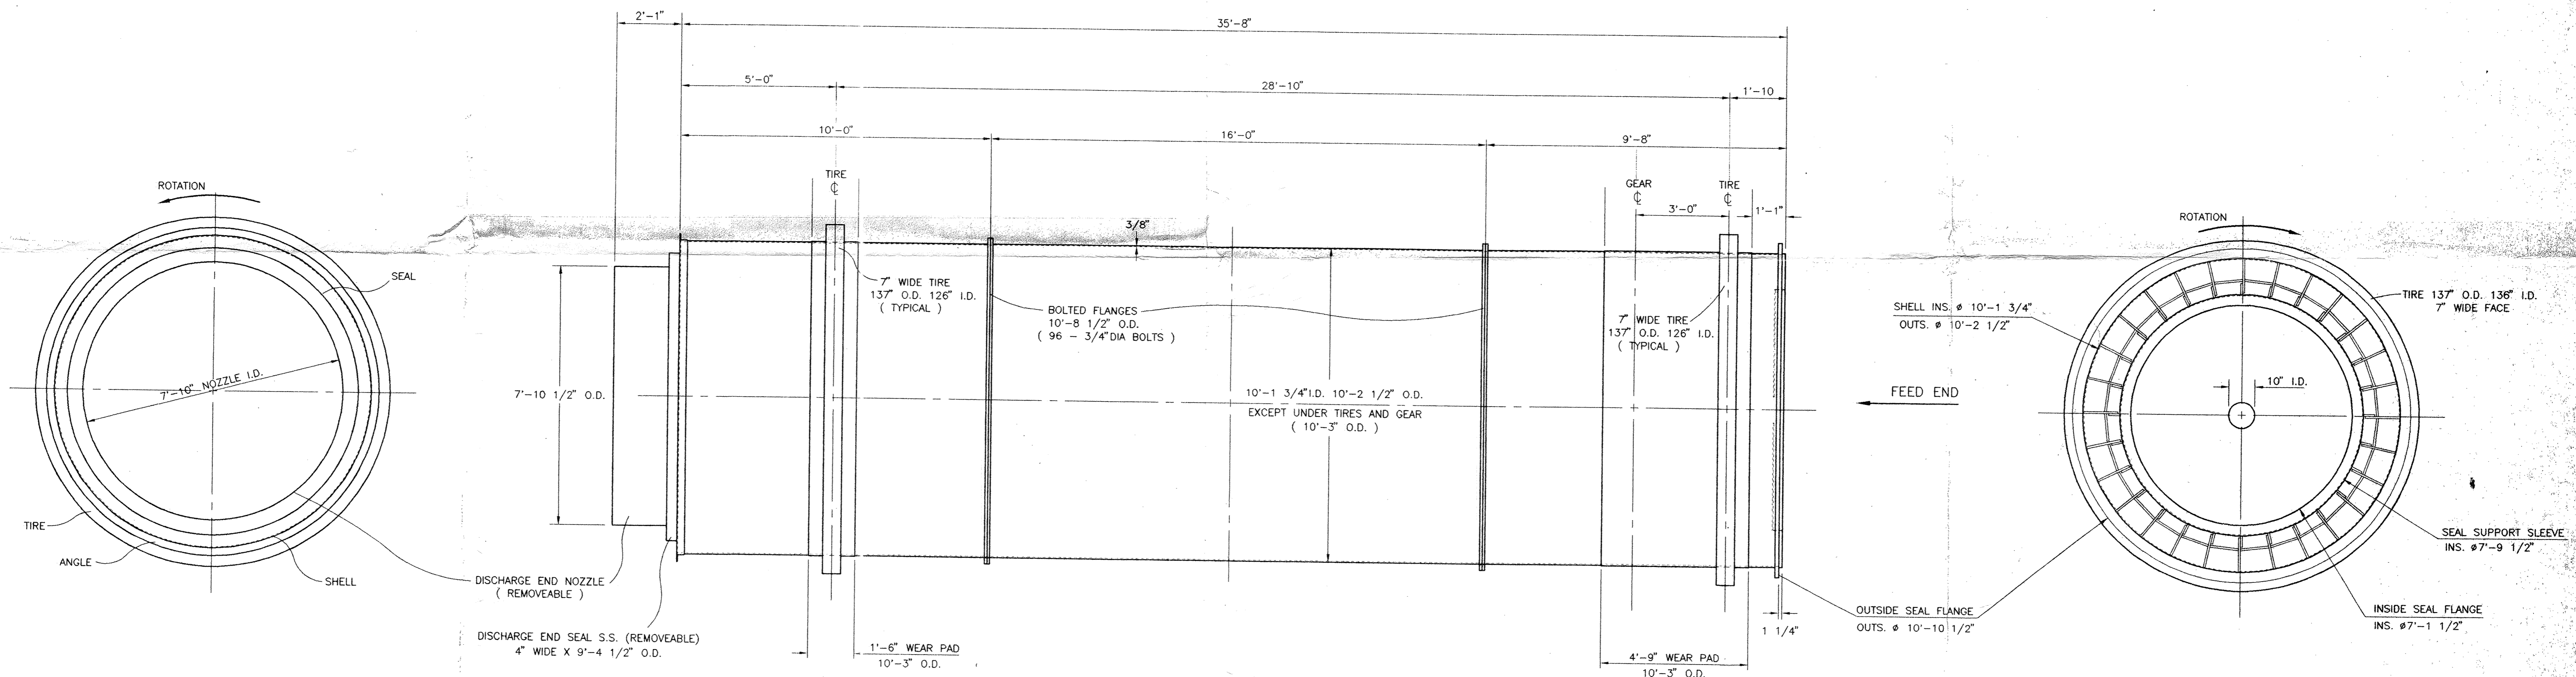 2'-1"
35'-8"
5'-0"
28'-10"
1'-10
10'-0"
16'-0"
9'-8"
ROTATION
TIRE
℄
GEAR
℄
TIRE
℄
3'-0"
1'-1"
ROTATION
3/8"
SEAL
7" WIDE TIRE
137" O.D. 126" I.D.
( TYPICAL )
BOLTED FLANGES
10'-8 1/2" O.D.
( 96 - 3/4"DIA BOLTS )
7" WIDE TIRE
137" O.D. 126" I.D.
( TYPICAL )
SHELL INS. ø 10'-1 3/4"
OUTS. ø 10'-2 1/2"
TIRE 137" O.D. 136" I.D.
7" WIDE FACE
7'-10" NOZZLE I.D.
7'-10 1/2" O.D.
10'-1 3/4"I.D. 10'-2 1/2" O.D.
EXCEPT UNDER TIRES AND GEAR
( 10'-3" O.D. )
FEED END
10" I.D.
TIRE
ANGLE
SHELL
DISCHARGE END NOZZLE
( REMOVEABLE )
DISCHARGE END SEAL S.S. (REMOVEABLE)
4" WIDE X 9'-4 1/2" O.D.
1'-6" WEAR PAD
10'-3" O.D.
4'-9" WEAR PAD
10'-3" O.D.
1 1/4"
OUTSIDE SEAL FLANGE
OUTS. ø 10'-10 1/2"
SEAL SUPPORT SLEEVE
INS. ø7'-9 1/2"
INSIDE SEAL FLANGE
INS. ø7'-1 1/2"